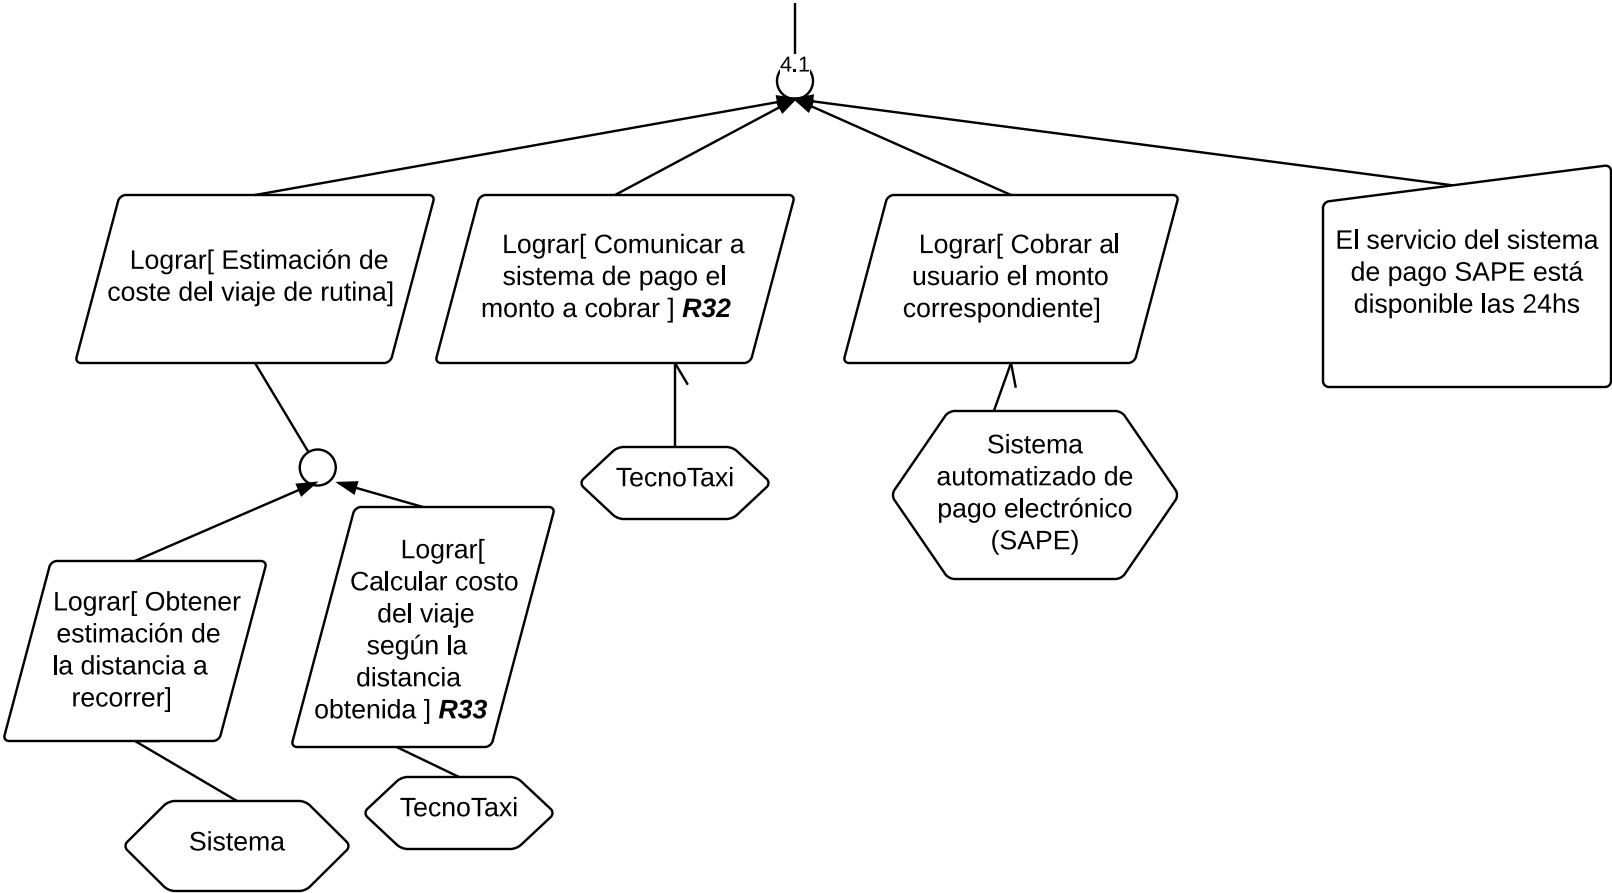 4.1
Lograr[ Estimación de
coste del viaje de rutina]
Lograr[ Comunicar a
sistema de pago el
monto a cobrar ] R32
Lograr[ Cobrar al
usuario el monto
correspondiente]
El servicio del sistema
de pago SAPE está
disponible las 24hs
TecnoTaxi
Sistema
automatizado de
pago electrónico
(SAPE)
Lograr[ Obtener
estimación de
la distancia a
recorrer]
Lograr[
Calcular costo
del viaje
según la
distancia
obtenida ] R33
Sistema
TecnoTaxi